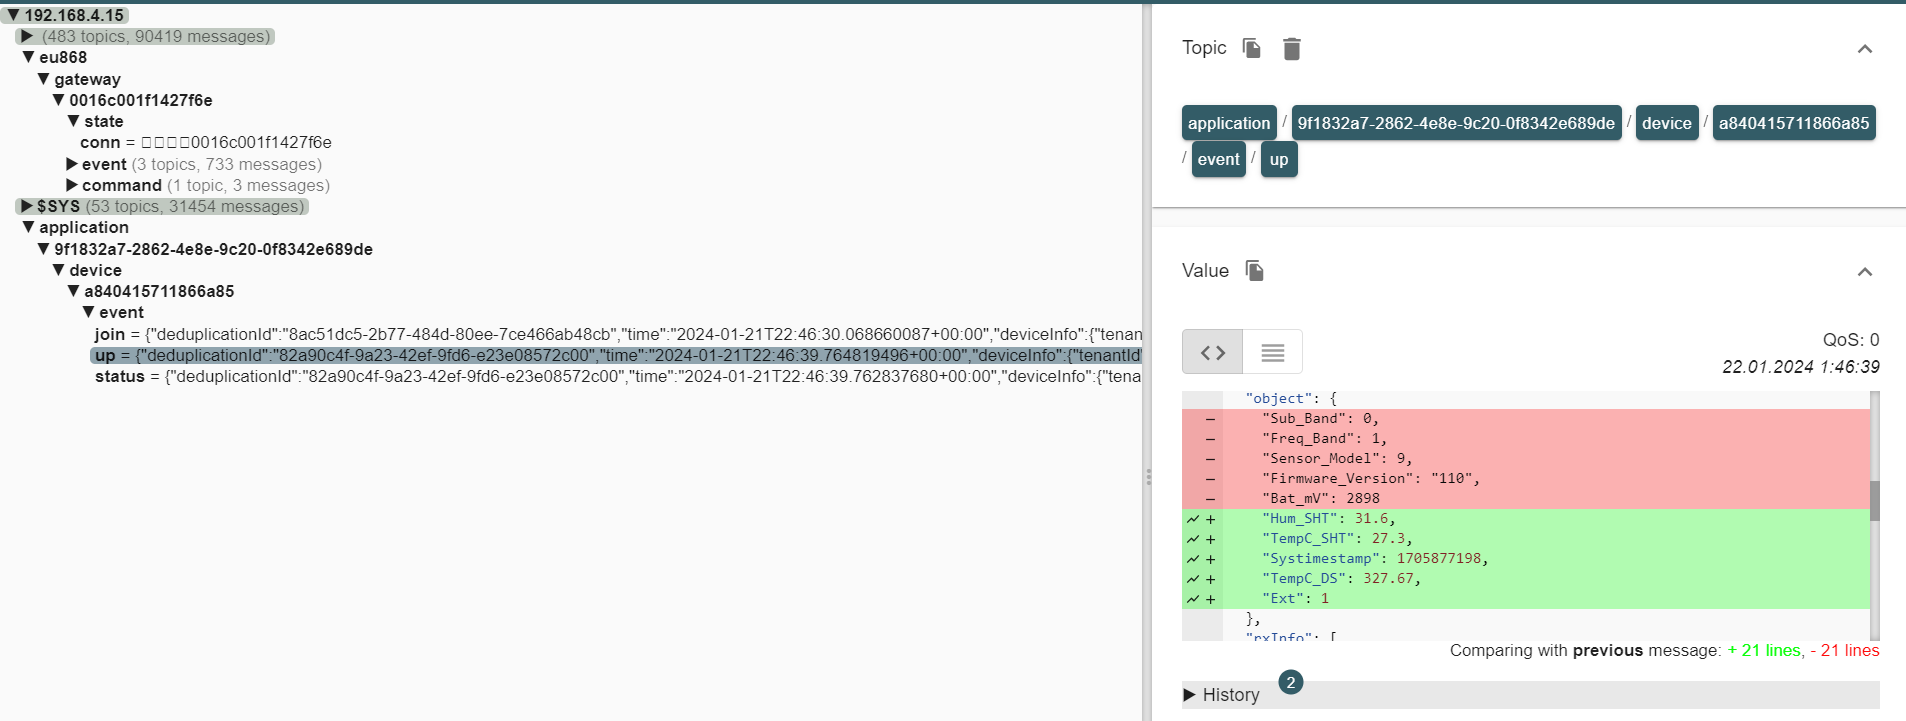 ▼ 192.168.4.15
▶ (483 topics, 90419 messages)
▼ eu868
▼ gateway
▼ 0016c001f1427f6e
▼ state
conn = □□□□0016c001f1427f6e
▶ event (3 topics, 733 messages)
▶ command (1 topic, 3 messages)
▶ $SYS (53 topics, 31454 messages)
▼ application
▼ 9f1832a7-2862-4e8e-9c20-0f8342e689de
▼ device
▼ a840415711866a85
▼ event
join = {"deduplicationId":"8ac51dc5-2b77-484d-80ee-7ce466ab48cb","time":"2024-01-21T22:46:30.068660087+00:00","deviceInfo":{"tenan
up = {"deduplicationId":"82a90c4f-9a23-42ef-9fd6-e23e08572c00","time":"2024-01-21T22:46:39.764819496+00:00","deviceInfo":{"tenantId
status = {"deduplicationId":"82a90c4f-9a23-42ef-9fd6-e23e08572c00","time":"2024-01-21T22:46:39.762837680+00:00","deviceInfo":{"tena
Topic
application / 9f1832a7-2862-4e8e-9c20-0f8342e689de / device / a840415711866a85
/ event / up
Value
QoS: 0
22.01.2024 1:46:39
"object": {
- "Sub_Band": 0,
- "Freq_Band": 1,
- "Sensor_Model": 9,
- "Firmware_Version": "110",
- "Bat_mV": 2898
+ "Hum_SHT": 31.6,
+ "TempC_SHT": 27.3,
+ "Systimestamp": 1705877198,
+ "TempC_DS": 327.67,
+ "Ext": 1
},
"rxInfo": [
Comparing with previous message: + 21 lines, - 21 lines
▶ History 2